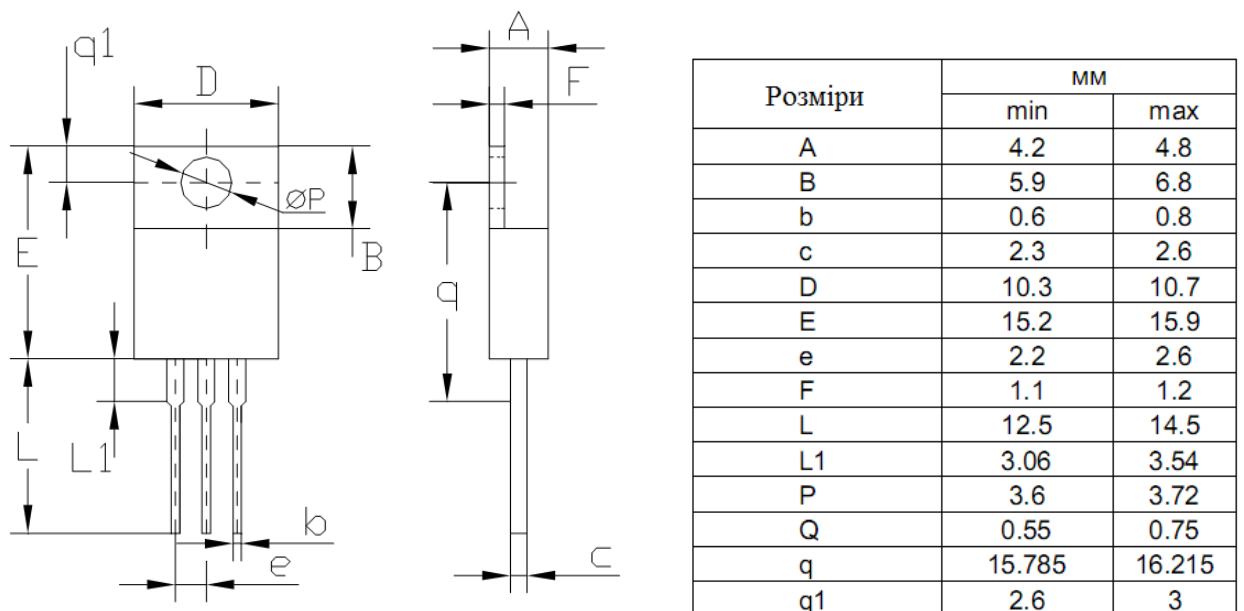 q1
D
A
F
øP
E
B
q
L
L1
b
e
c
Розміри мм
min max
A 4.2 4.8
B 5.9 6.8
b 0.6 0.8
c 2.3 2.6
D 10.3 10.7
E 15.2 15.9
e 2.2 2.6
F 1.1 1.2
L 12.5 14.5
L1 3.06 3.54
P 3.6 3.72
Q 0.55 0.75
q 15.785 16.215
q1 2.6 3